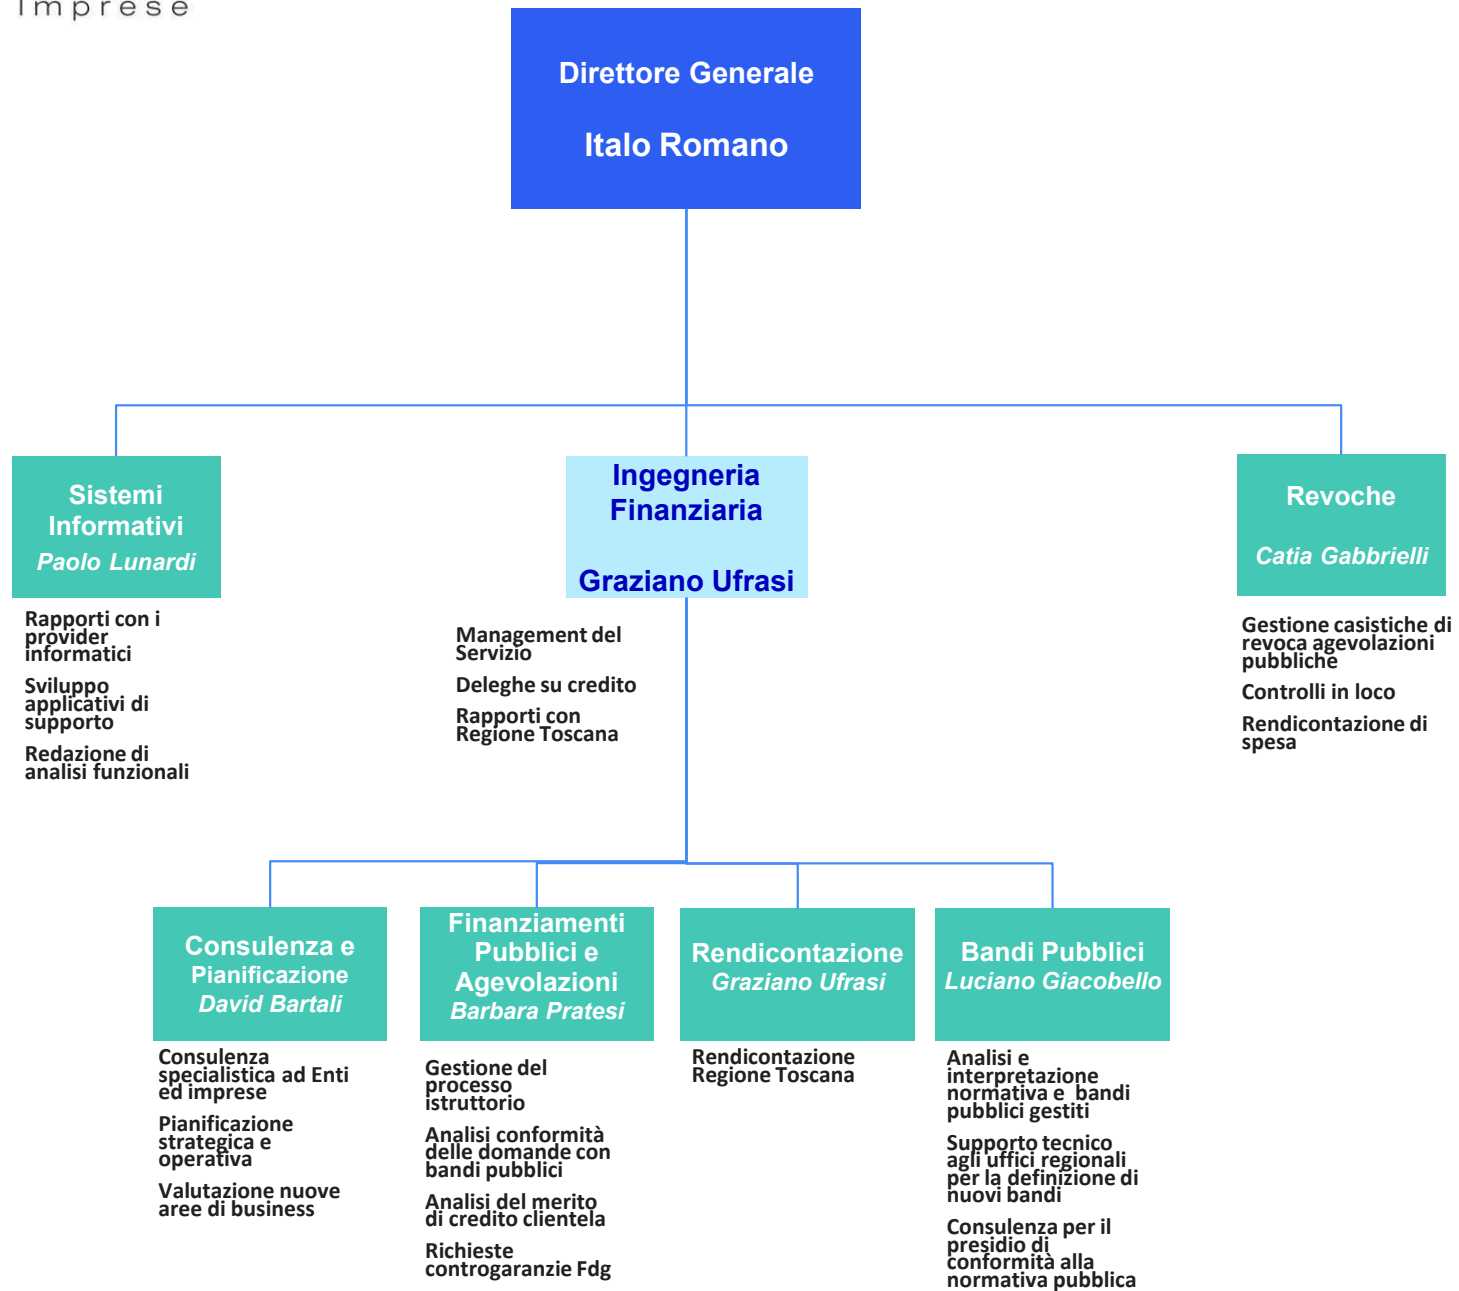 Imprese
Direttore Generale
Italo Romano
Sistemi
Informativi
Paolo Lunardi
Ingegneria
Finanziaria
Graziano Ufrasi
Revoche
Catia Gabbrielli
Rapporti con i
provider
informatici
Sviluppo
applicativi di
supporto
Redazione di
analisi funzionali
Management del
Servizio
Deleghe su credito
Rapporti con
Regione Toscana
Gestione casistiche di
revoca agevolazioni
pubbliche
Controlli in loco
Rendicontazione di
spesa
Consulenza e
Pianificazione
David Bartali
Finanziamenti
Pubblici e
Agevolazioni
Barbara Pratesi
Rendicontazione
Graziano Ufrasi
Bandi Pubblici
Luciano Giacobello
Consulenza
specialistica ad Enti
ed imprese
Pianificazione
strategica e
operativa
Valutazione nuove
aree di business
Gestione del
processo
istruttorio
Analisi conformità
delle domande con
bandi pubblici
Analisi del merito
di credito clientela
Richieste
controgaranzie Fdg
Rendicontazione
Regione Toscana
Analisi e
interpretazione
normativa e  bandi
pubblici gestiti
Supporto tecnico
agli uffici regionali
per la definizione di
nuovi bandi
Consulenza per il
presidio di
conformità alla
normativa pubblica